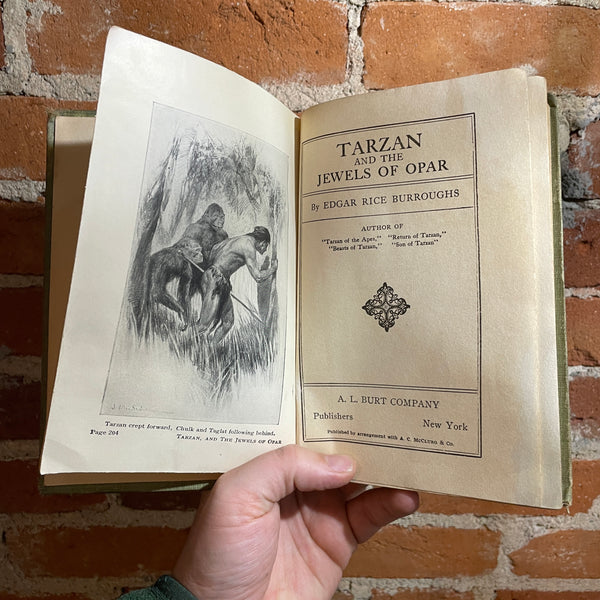 Tarzan crept forward, Chulk and Taglat following behind.
Page 204
TARZAN, AND THE JEWELS OF OPAR
TARZAN
AND THE
JEWELS OF OPAR
By EDGAR RICE BURROUGHS
AUTHOR OF
"Tarzan of the Apes," "Return of Tarzan,"
"Beasts of Tarzan," "Son of Tarzan"
A. L. BURT COMPANY
Publishers New York
Published by arrangement with A. C. McClurg & Co.